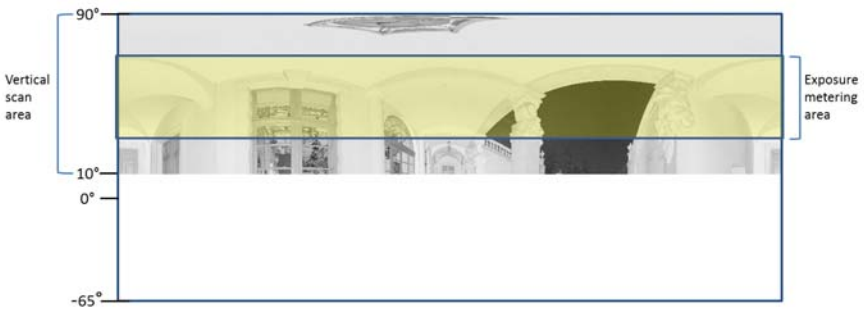 90°
Vertical
scan
area
Exposure
metering
area
10°
0°
-65°